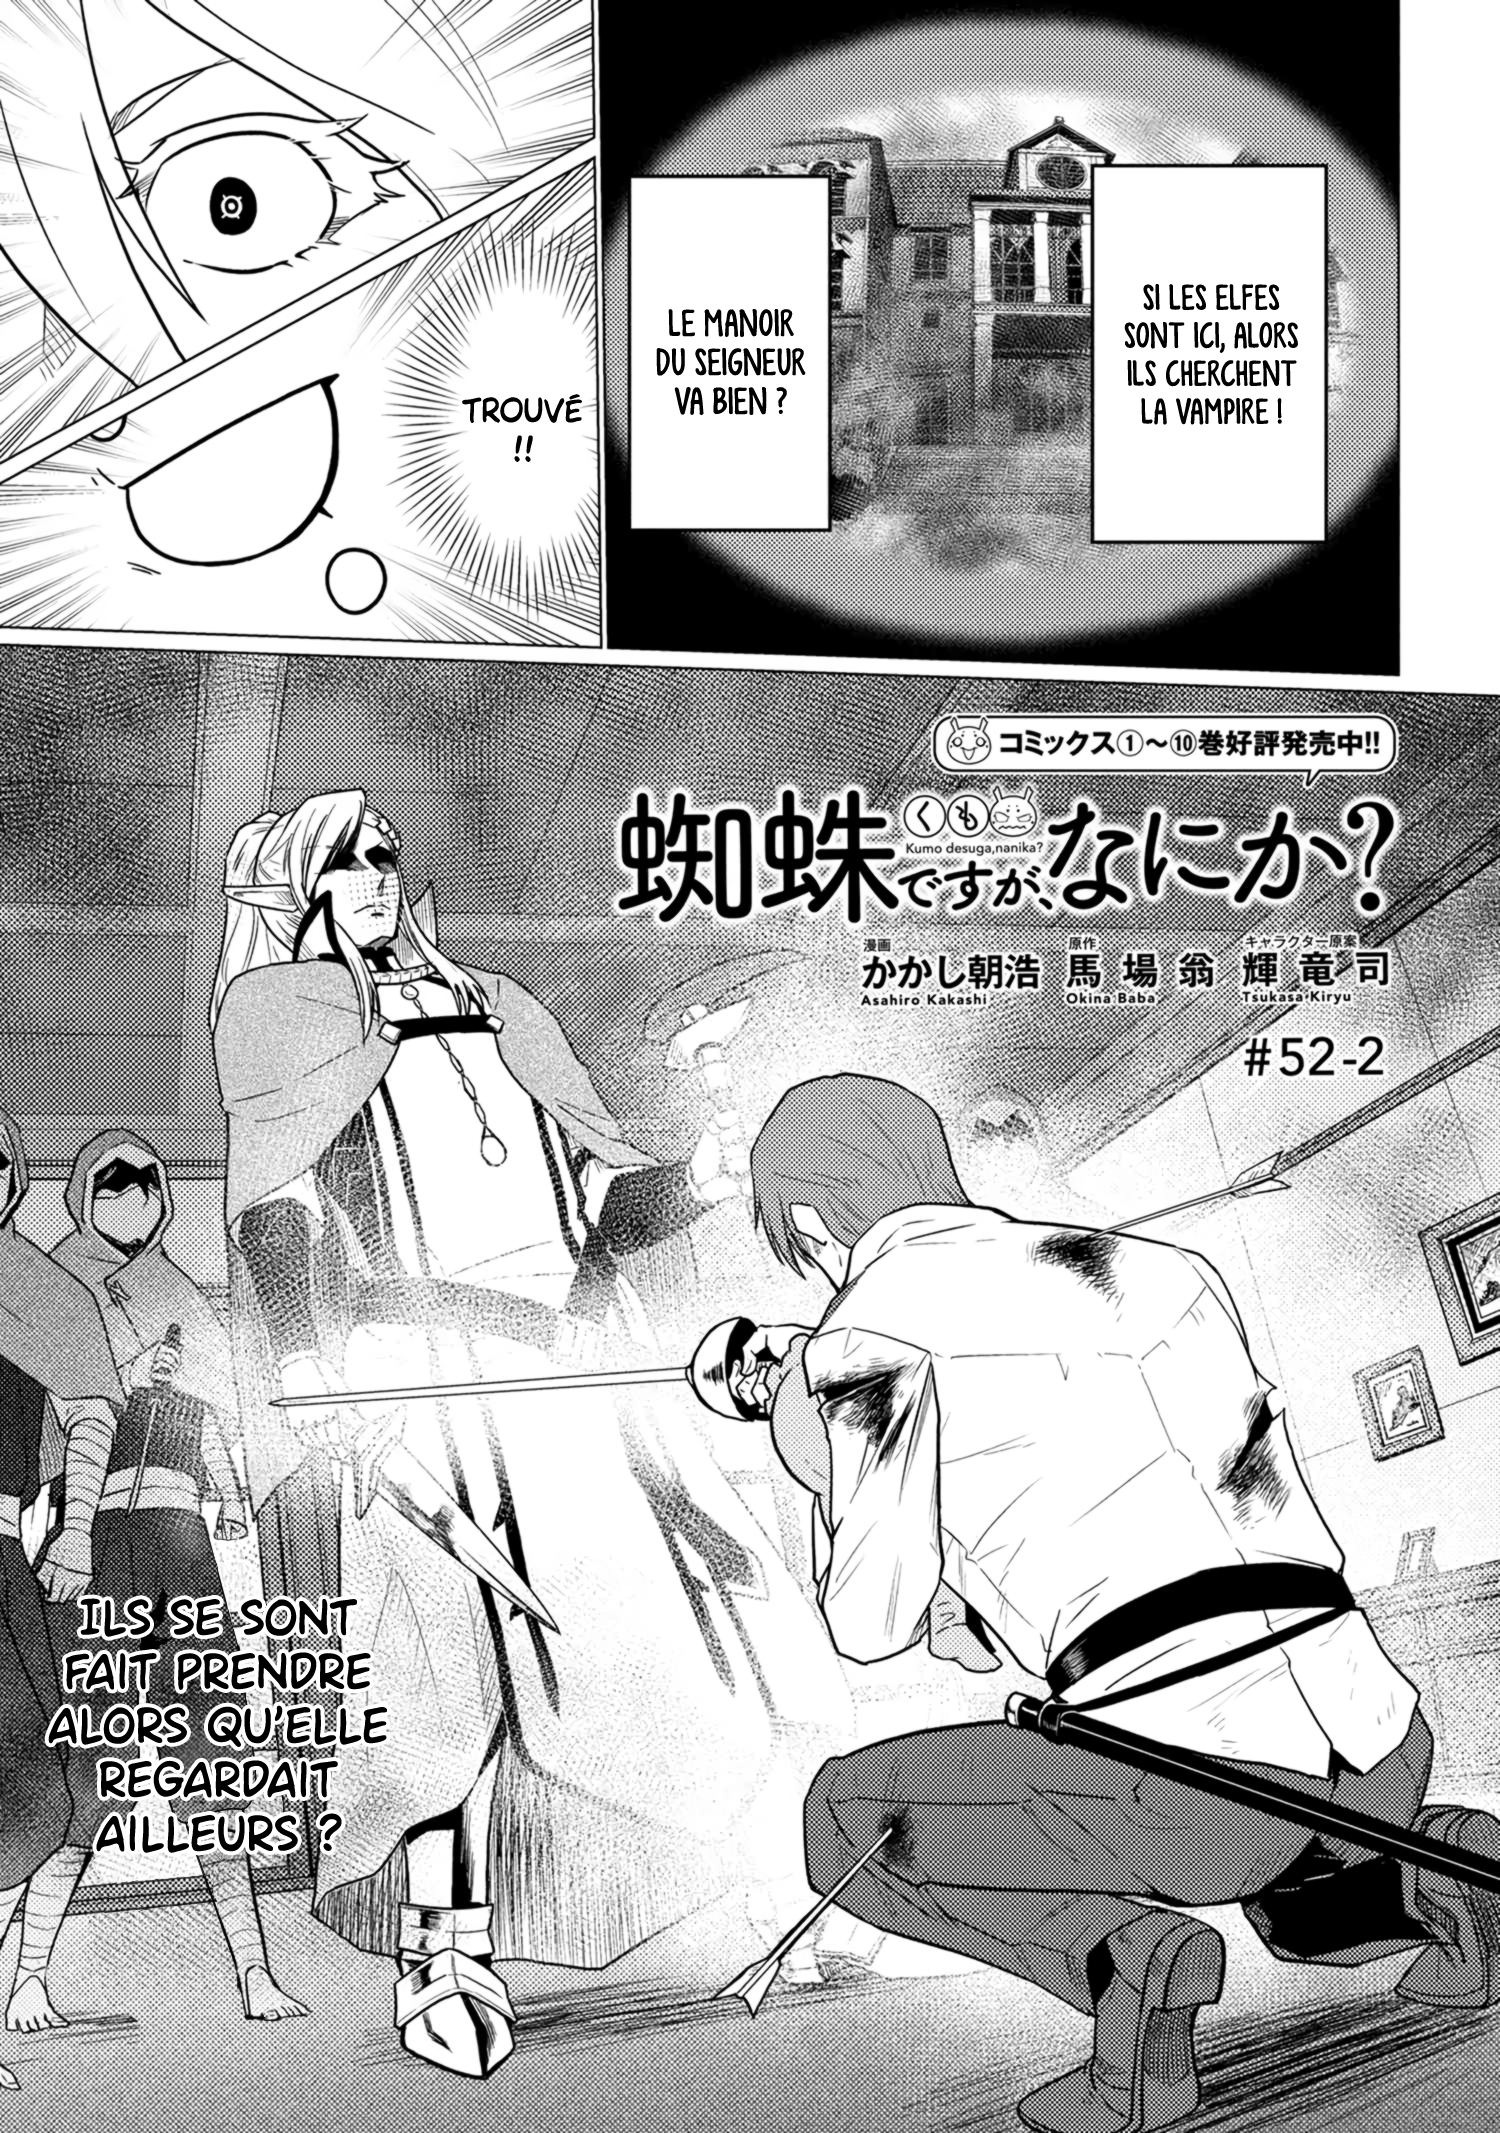 SI LES ELFES
SONT ICI, ALORS
ILS CHERCHENT
LA VAMPIRE !
LE MANOIR
DU SEIGNEUR
VA BIEN ?
TROUVÉ
!!
コミックス①〜⑩巻好評発売中!!
蜘蛛ですが、なにか?
くも
Kumo desuga,nanika?
漫画
かかし朝浩
Asahiro Kakashi
原作
馬場翁
Okina Baba
キャラクター原案
輝竜司
Tsukasa Kiryu
#52-2
ILS SE SONT
FAIT PRENDRE
ALORS QU'ELLE
REGARDAIT
AILLEURS ?